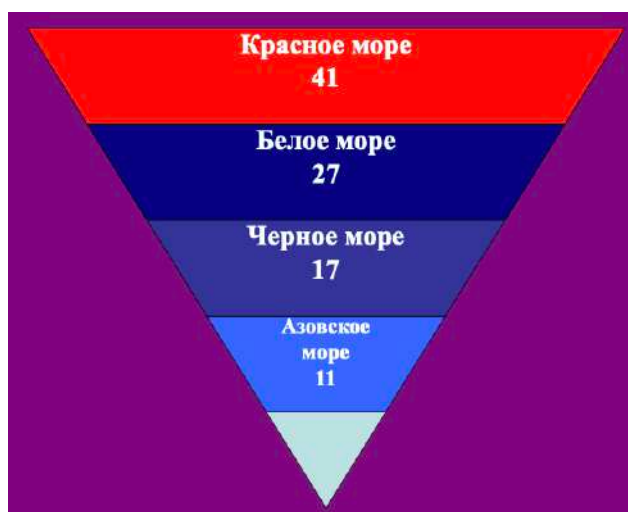 Красное море
41
Белое море
27
Черное море
17
Азовское
море
11